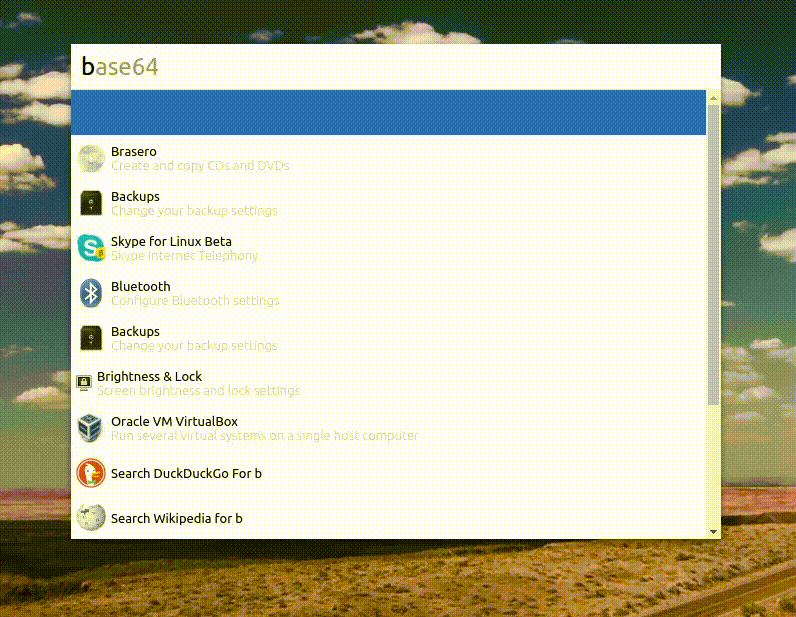 base64
Brasero
Create and copy CDs and DVDs
Backups
Change your backup settings
Skype for Linux Beta
Skype Internet Telephony
Bluetooth
Configure Bluetooth settings
Backups
Change your backup settings
Brightness & Lock
Screen brightness and lock settings
Oracle VM VirtualBox
Run several virtual systems on a single host computer
Search DuckDuckGo For b
Search Wikipedia for b